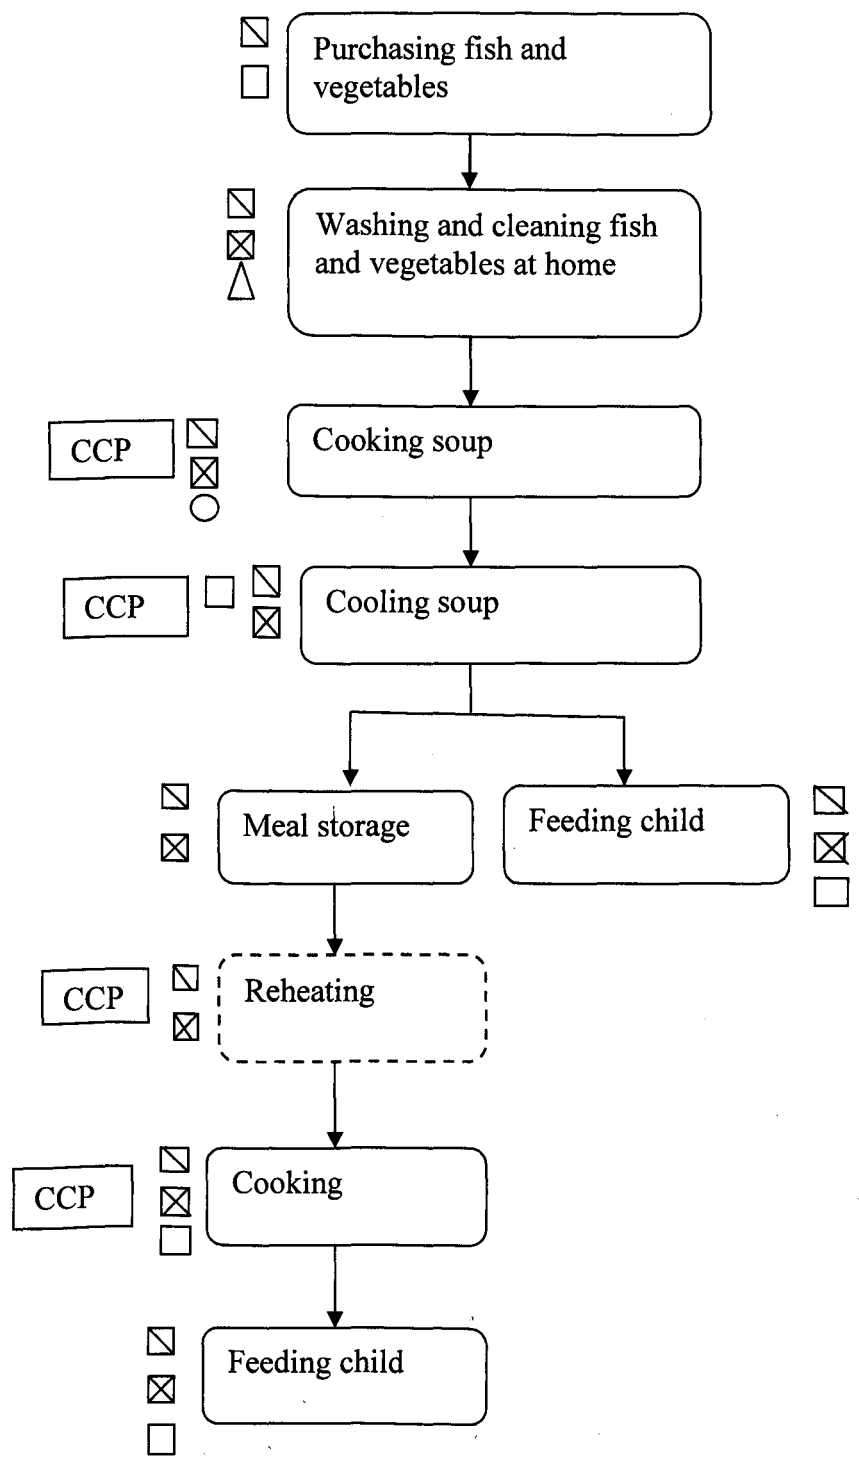 Purchasing fish and
vegetables
Washing and cleaning fish
and vegetables at home
CCP
Cooking soup
CCP
Cooling soup
Meal storage
Feeding child
CCP
Reheating
CCP
Cooking
Feeding child